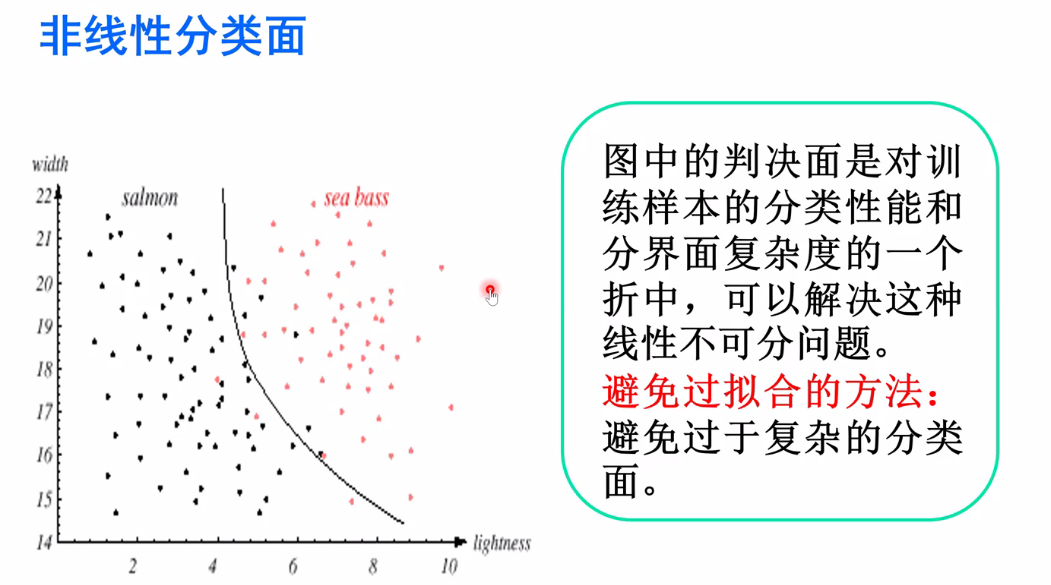 非线性分类面
width
22
salmon
sea bass
21
20
19
18
17
16
15
14
2
4
6
8
10
lightness
图中的判决面是对训
练样本的分类性能和
分界面复杂度的一个
折中，可以解决这种
线性不可分问题。
避免过拟合的方法：
避免过于复杂的分类
面。